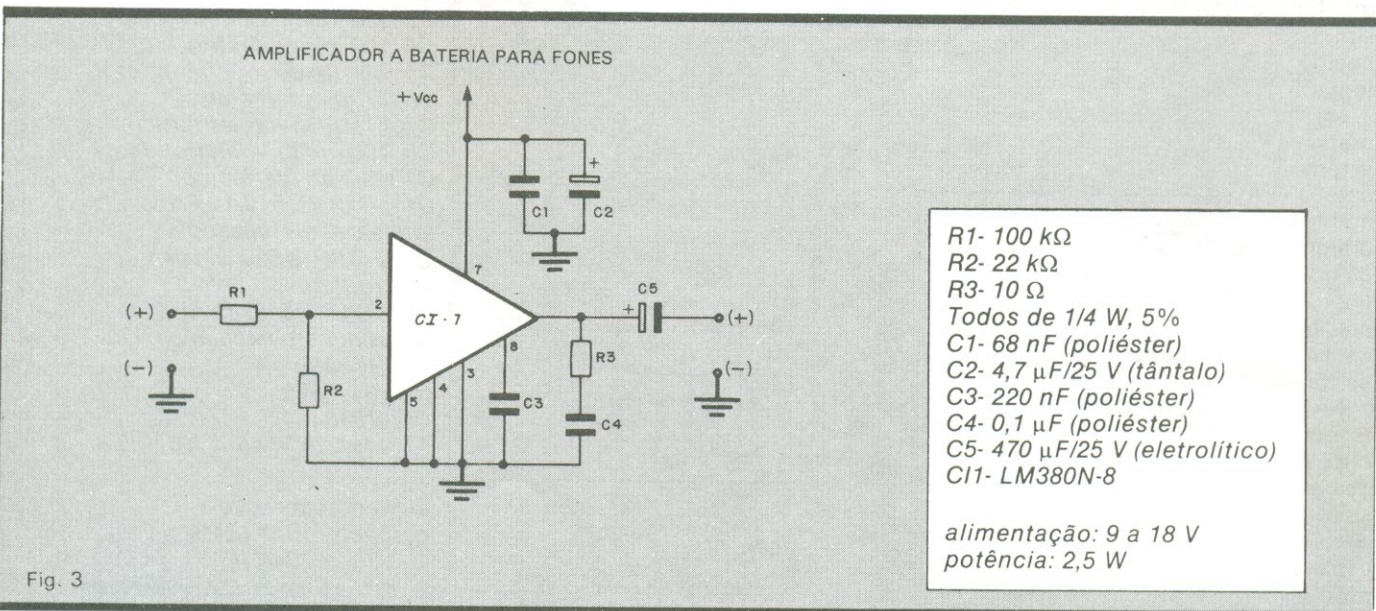 AMPLIFICADOR A BATERIA PARA FONES
+Vcc
+
C1
C2
7
(+)
R1
2
CI·1
+
C5
(+)
(-)
R2
5
4
3
8
C3
R3
C4
(-)
R1- 100 kΩ
R2- 22 kΩ
R3- 10 Ω
Todos de 1/4 W, 5%
C1- 68 nF (poliéster)
C2- 4,7 μF/25 V (tântalo)
C3- 220 nF (poliéster)
C4- 0,1 μF (poliéster)
C5- 470 μF/25 V (eletrolítico)
CI1- LM380N-8
alimentação: 9 a 18 V
potência: 2,5 W
Fig. 3